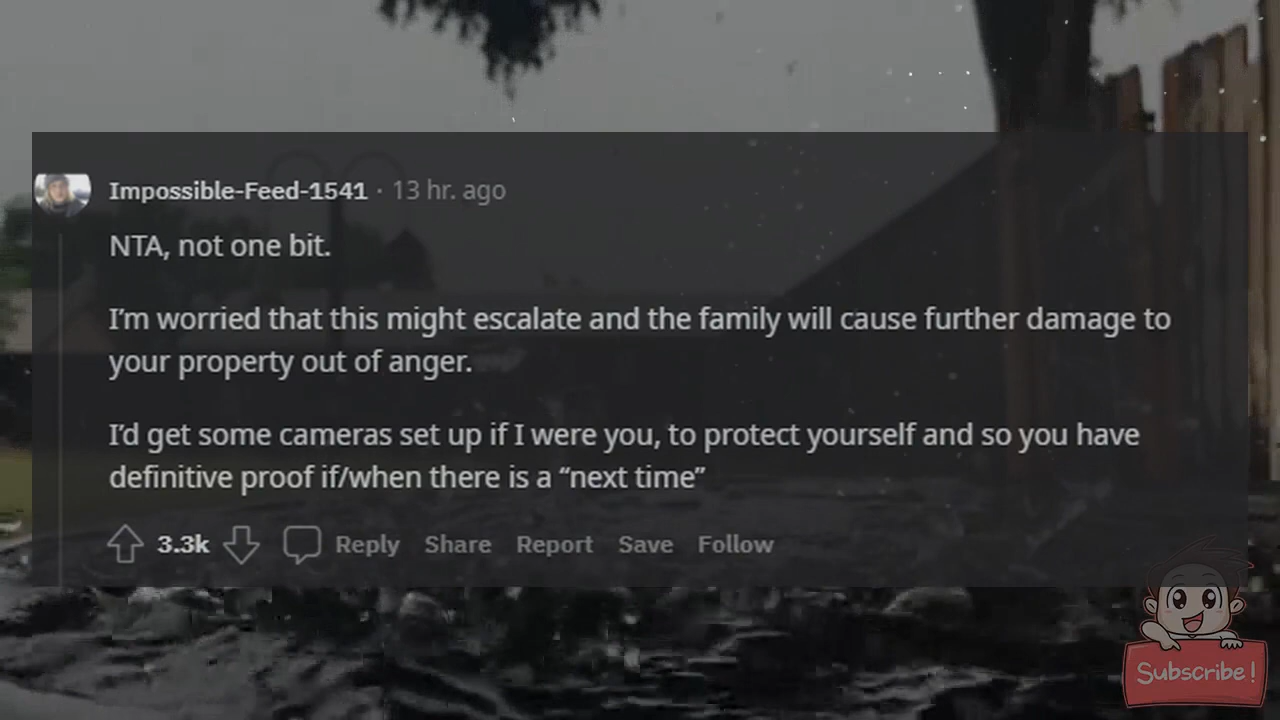 Impossible-Feed-1541 · 13 hr. ago
NTA, not one bit.
I’m worried that this might escalate and the family will cause further damage to
your property out of anger.
I’d get some cameras set up if I were you, to protect yourself and so you have
definitive proof if/when there is a “next time”
3.3k Reply Share Report Save Follow
Subscribe!